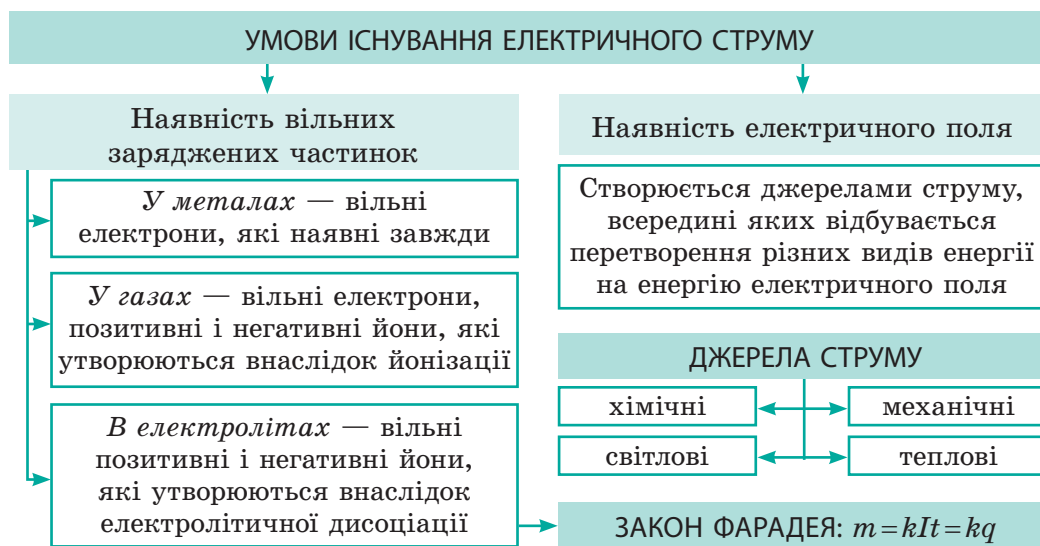 УМОВИ ІСНУВАННЯ ЕЛЕКТРИЧНОГО СТРУМУ
Наявність вільних
заряджених частинок
У металах — вільні
електрони, які наявні завжди
У газах — вільні електрони,
позитивні і негативні йони, які
утворюються внаслідок йонізації
В електролітах — вільні
позитивні і негативні йони,
які утворюються внаслідок
електролітичної дисоціації
Наявність електричного поля
Створюється джерелами струму,
всередині яких відбувається
перетворення різних видів енергії
на енергію електричного поля
ДЖЕРЕЛА СТРУМУ
хімічні
механічні
світлові
теплові
ЗАКОН ФАРАДЕЯ: m=kIt=kq